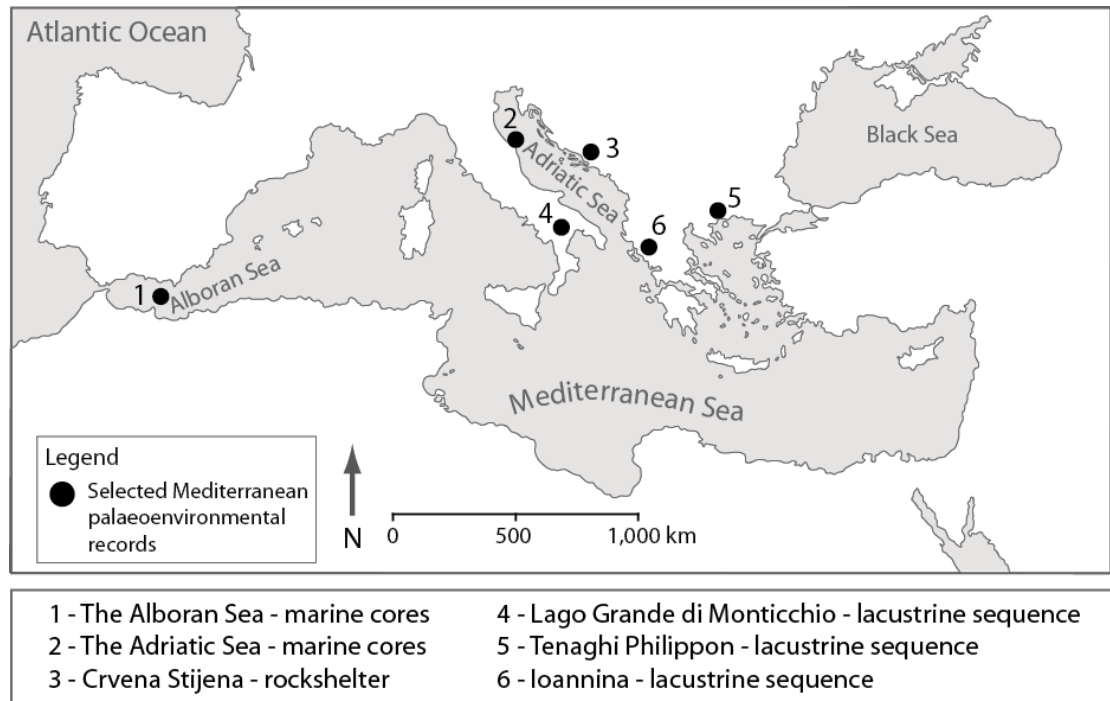 Atlantic Ocean
Black Sea
2
3
Adriatic Sea
5
4
6
1
Alboran Sea
Mediterranean Sea
Legend
Selected Mediterranean
palaeoenvironmental
records
N
0 500 1,000 km
1 - The Alboran Sea - marine cores
2 - The Adriatic Sea - marine cores
3 - Crvena Stijena - rockshelter
4 - Lago Grande di Monticchio - lacustrine sequence
5 - Tenaghi Philippon - lacustrine sequence
6 - Ioannina - lacustrine sequence